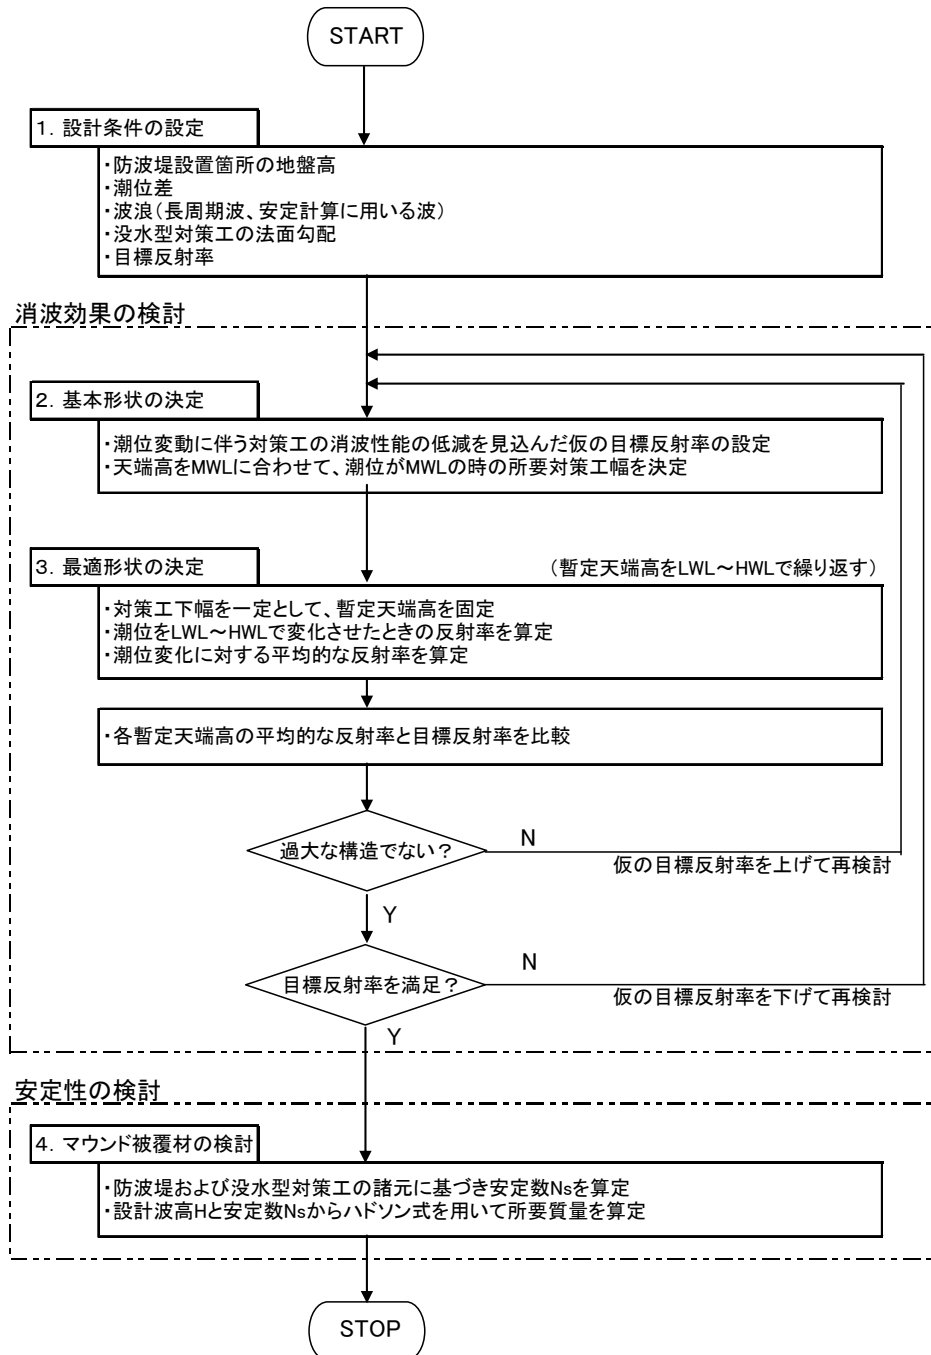 START
1．設計条件の設定
・防波堤設置箇所の地盤高
・潮位差
・波浪（長周期波、安定計算に用いる波）
・没水型対策工の法面勾配
・目標反射率
消波効果の検討
2．基本形状の決定
・潮位変動に伴う対策工の消波性能の低減を見込んだ仮の目標反射率の設定
・天端高をMWLに合わせて、潮位がMWLの時の所要対策工幅を決定
3．最適形状の決定
（暫定天端高をLWL～HWLで繰り返す）
・対策工下幅を一定として、暫定天端高を固定
・潮位をLWL～HWLで変化させたときの反射率を算定
・潮位変化に対する平均的な反射率を算定
・各暫定天端高の平均的な反射率と目標反射率を比較
過大な構造でない？
N
仮の目標反射率を上げて再検討
Y
目標反射率を満足？
N
仮の目標反射率を下げて再検討
Y
安定性の検討
4．マウンド被覆材の検討
・防波堤および没水型対策工の諸元に基づき安定数Nsを算定
・設計波高Hと安定数Nsからハドソン式を用いて所要質量を算定
STOP